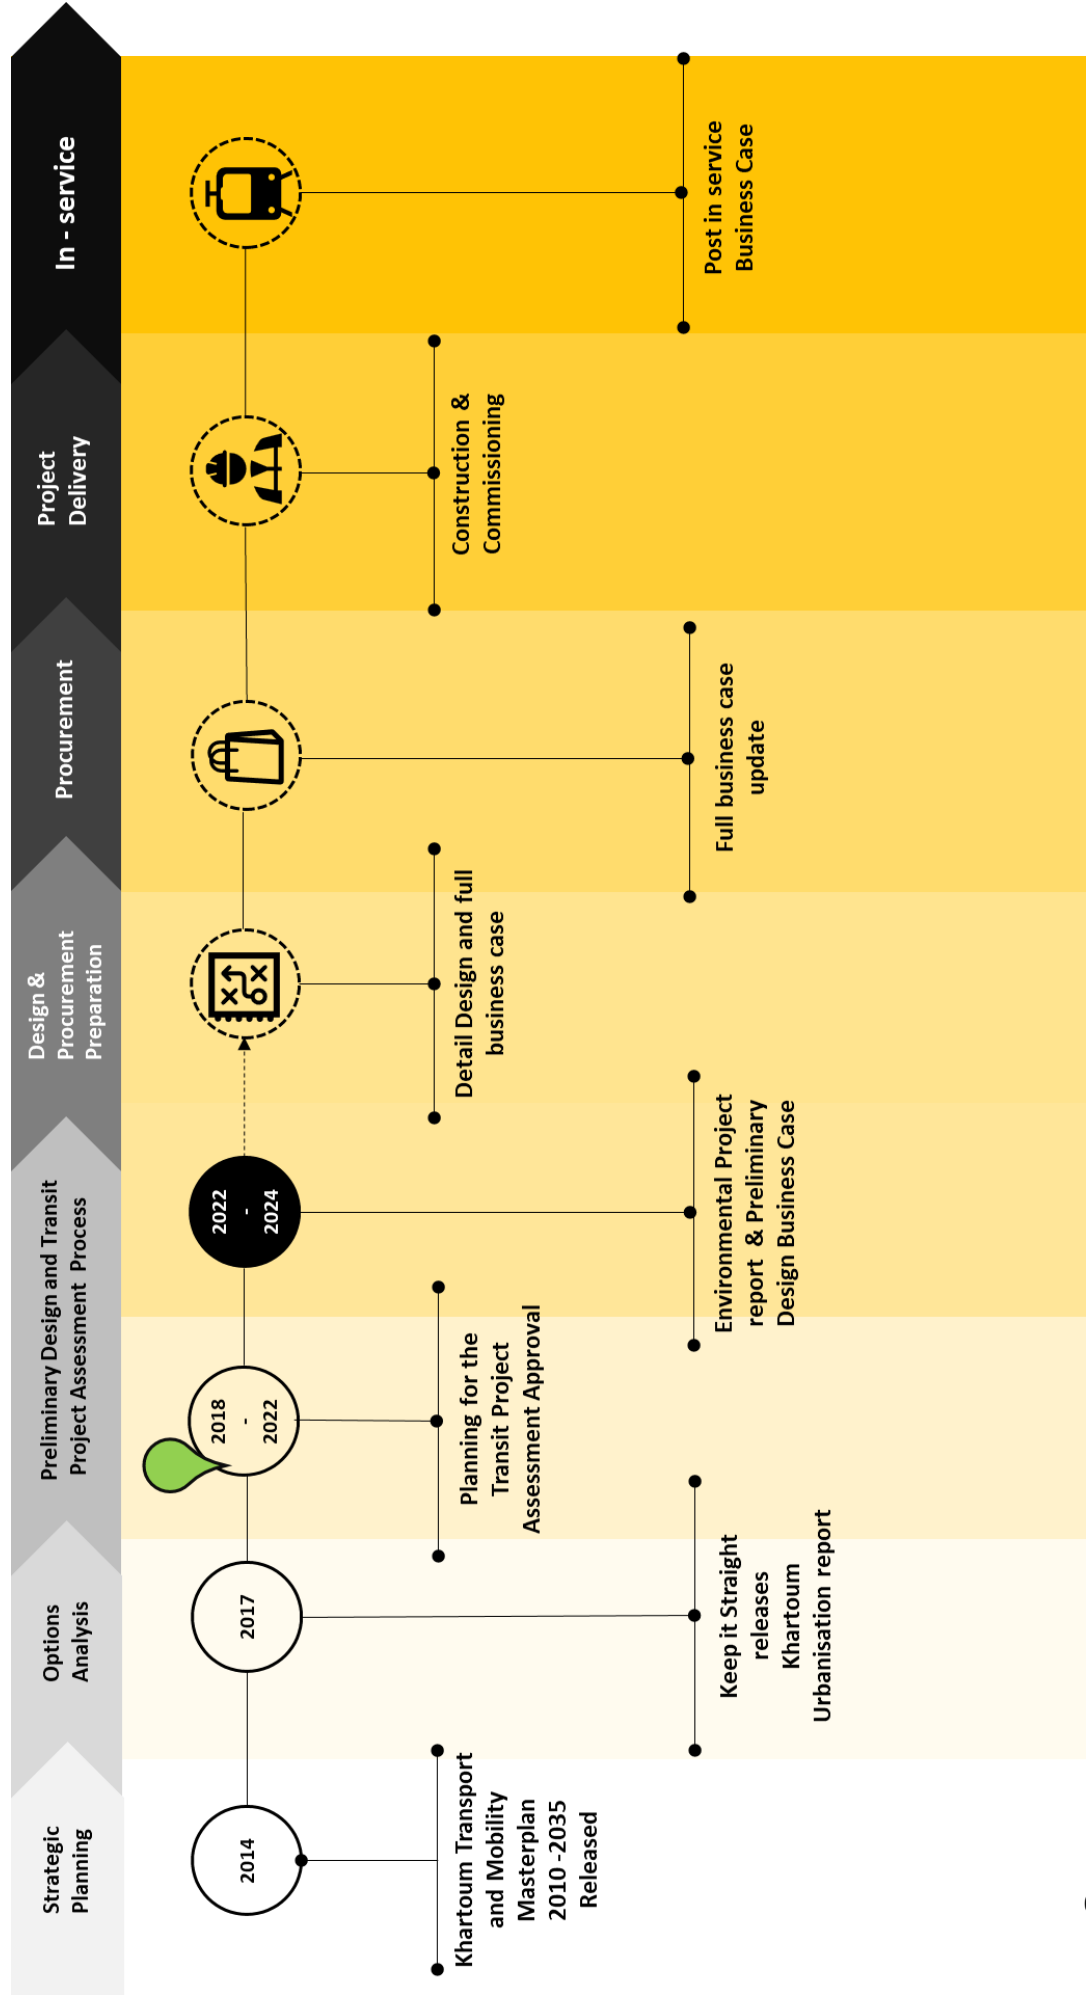 Strategic
Planning
Options
Analysis
Preliminary Design and Transit
Project Assessment Process
Design &
Procurement
Preparation
Procurement
Project
Delivery
In - service
2014
2017
2018
-
2022
2022
-
2024
Khartoum Transport
and Mobility
Masterplan
2010 -2035
Released
Keep it Straight
releases
Khartoum
Urbanisation report
Planning for the
Transit Project
Assessment Approval
Environmental Project
report & Preliminary
Design Business Case
Detail Design and full
business case
Full business case
update
Construction &
Commissioning
Post in service
Business Case